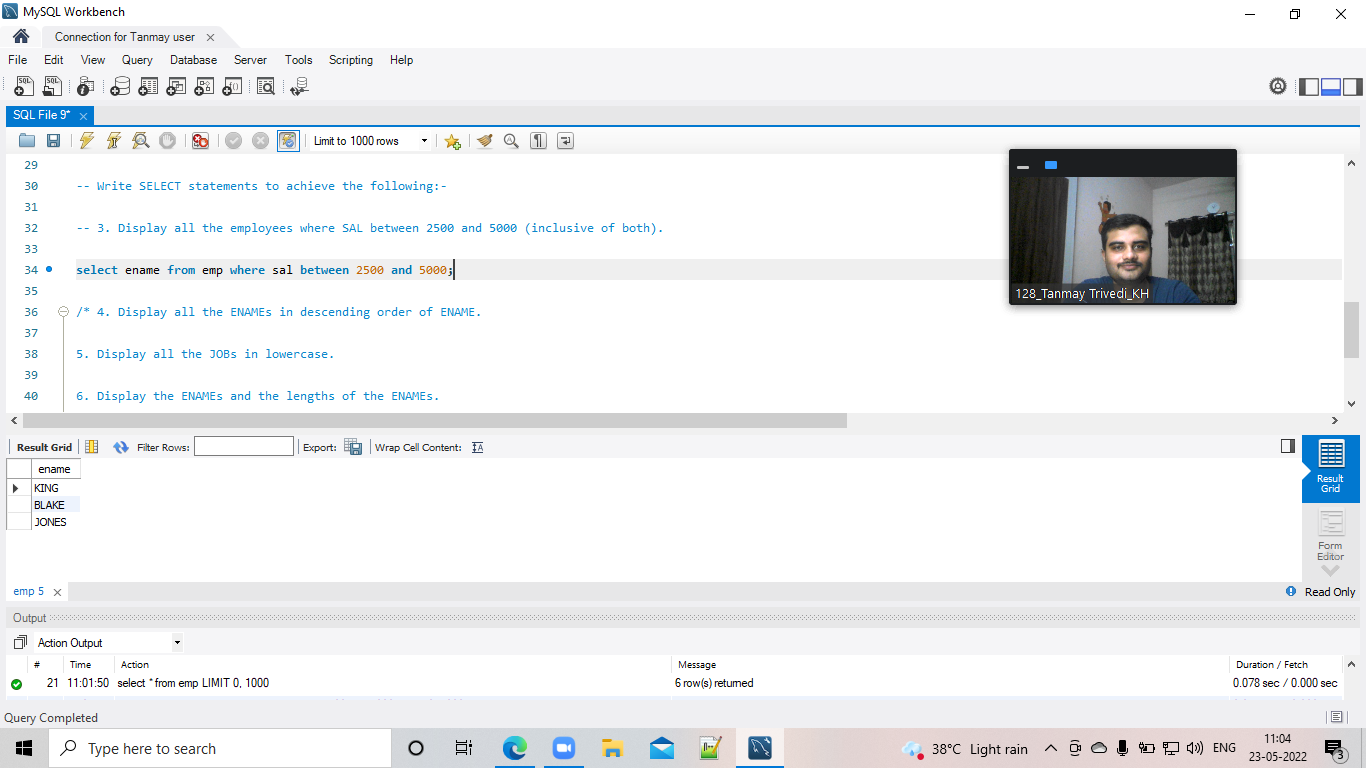 MySQL Workbench
Connection for Tanmay user
File Edit View Query Database Server Tools Scripting Help
SQL File 9*
Limit to 1000 rows
29
30 -- Write SELECT statements to achieve the following:-
31
32 -- 3. Display all the employees where SAL between 2500 and 5000 (inclusive of both).
33
34 select ename from emp where sal between 2500 and 5000;
35
36 /* 4. Display all the ENAMEs in descending order of ENAME.
37
38 5. Display all the JOBs in lowercase.
39
40 6. Display the ENAMEs and the lengths of the ENAMEs.
128_Tanmay Trivedi_KH
Result Grid Filter Rows: Export: Wrap Cell Content:
ename
KING
BLAKE
JONES
Result
Grid
Form
Editor
emp 5
Read Only
Output
Action Output
# Time Action Message Duration / Fetch
21 11:01:50 select * from emp LIMIT 0, 1000 6 row(s) returned 0.078 sec / 0.000 sec
Query Completed
Type here to search
38°C Light rain
ENG
11:04
23-05-2022
3